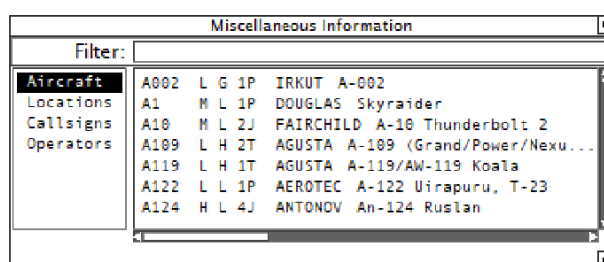 Miscellaneous Information
Filter:
Aircraft
Locations
Callsigns
Operators
A002 L G 1P IRKUT A-002
A1 M L 1P DOUGLAS Skyraider
A10 M L 2J FAIRCHILD A-10 Thunderbolt 2
A109 L H 2T AGUSTA A-109 (Grand/Power/Nexu...
A119 L H 1T AGUSTA A-119/AW-119 Koala
A122 L L 1P AEROTEC A-122 Uirapuru, T-23
A124 H L 4J ANTONOV An-124 Ruslan